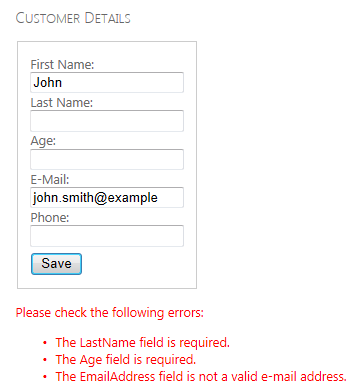 Customer Details
First Name:
John
Last Name:
Age:
E-Mail:
john.smith@example
Phone:
Save
Please check the following errors:
• The LastName field is required.
• The Age field is required.
• The EmailAddress field is not a valid e-mail address.